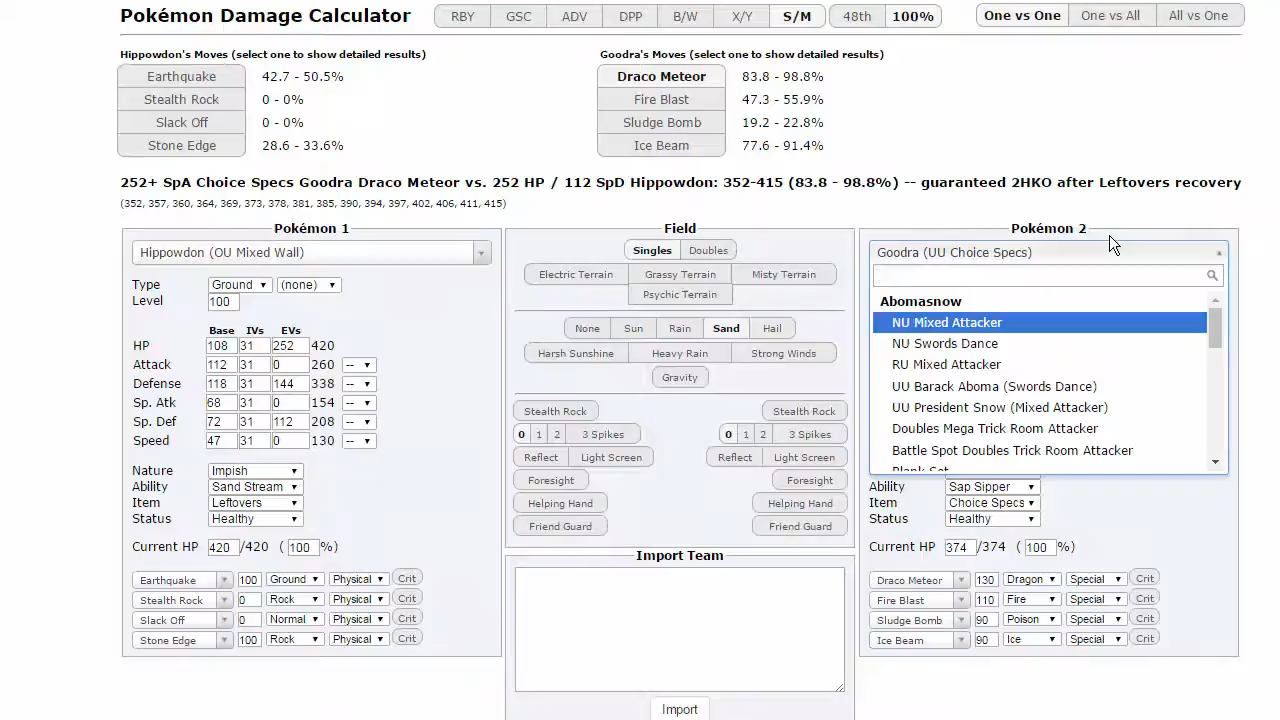 Pokémon Damage Calculator
RBY GSC ADV DPP B/W X/Y S/M 48th 100% One vs One One vs All All vs One
Hippowdon's Moves (select one to show detailed results)
Earthquake 42.7 - 50.5%
Stealth Rock 0 - 0%
Slack Off 0 - 0%
Stone Edge 28.6 - 33.6%
Goodra's Moves (select one to show detailed results)
Draco Meteor 83.8 - 98.8%
Fire Blast 47.3 - 55.9%
Sludge Bomb 19.2 - 22.8%
Ice Beam 77.6 - 91.4%
252+ SpA Choice Specs Goodra Draco Meteor vs. 252 HP / 112 SpD Hippowdon: 352-415 (83.8 - 98.8%) -- guaranteed 2HKO after Leftovers recovery
(352, 357, 360, 364, 369, 373, 378, 381, 385, 390, 394, 397, 402, 406, 411, 415)
Pokémon 1
Hippowdon (OU Mixed Wall)
Type Ground (none)
Level 100
Base IVs EVs
HP 108 31 252 420
Attack 112 31 0 260 --
Defense 118 31 144 338 --
Sp. Atk 68 31 0 154 --
Sp. Def 72 31 112 208 --
Speed 47 31 0 130 --
Nature Impish
Ability Sand Stream
Item Leftovers
Status Healthy
Current HP 420 /420 ( 100 %)
Earthquake 100 Ground Physical Crit
Stealth Rock 0 Rock Physical Crit
Slack Off 0 Normal Physical Crit
Stone Edge 100 Rock Physical Crit
Field
Singles Doubles
Electric Terrain Grassy Terrain Misty Terrain
Psychic Terrain
None Sun Rain Sand Hail
Harsh Sunshine Heavy Rain Strong Winds
Gravity
Stealth Rock Stealth Rock
0 1 2 3 Spikes 0 1 2 3 Spikes
Reflect Light Screen Reflect Light Screen
Foresight Foresight
Helping Hand Helping Hand
Friend Guard Friend Guard
Import Team
Import
Pokémon 2
Goodra (UU Choice Specs)
Abomasnow
NU Mixed Attacker
NU Swords Dance
RU Mixed Attacker
UU Barack Aboma (Swords Dance)
UU President Snow (Mixed Attacker)
Doubles Mega Trick Room Attacker
Battle Spot Doubles Trick Room Attacker
Blank Set
Ability Sap Sipper
Item Choice Specs
Status Healthy
Current HP 374 /374 ( 100 %)
Draco Meteor 130 Dragon Special Crit
Fire Blast 110 Fire Special Crit
Sludge Bomb 90 Poison Special Crit
Ice Beam 90 Ice Special Crit